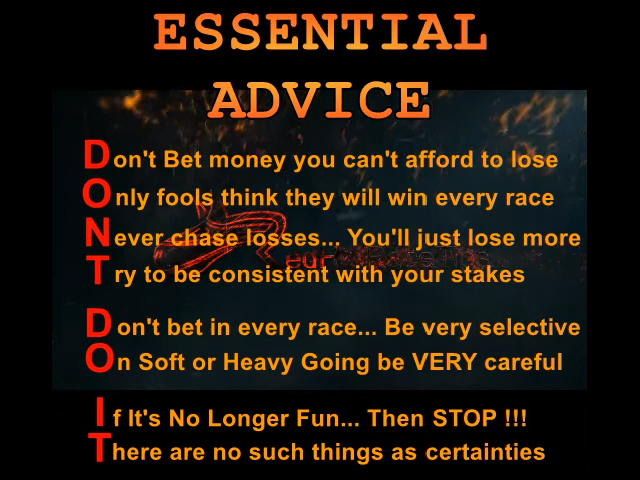 ESSENTIAL
ADVICE
Don't Bet money you can't afford to lose
Only fools think they will win every race
Never chase losses... You'll just lose more
Try to be consistent with your stakes
Don't bet in every race... Be very selective
On Soft or Heavy Going be VERY careful
If It's No Longer Fun... Then STOP !!!
There are no such things as certainties